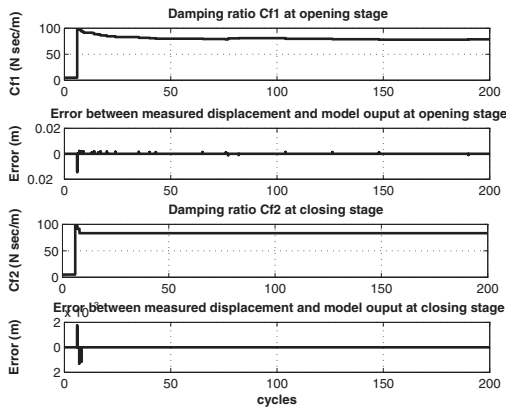 Damping ratio Cf1 at opening stage
Cf1 (N sec/m)
100
50
0
0 50 100 150 200
Error between measured displacement and model ouput at opening stage
Error (m)
0.02
0
0.02
0 50 100 150 200
Damping ratio Cf2 at closing stage
Cf2 (N sec/m)
100
50
0
0 50 100 150 200
Error between measured displacement and model ouput at closing stage
Error (m)
2
0
2
0 50 100 150 200
cycles